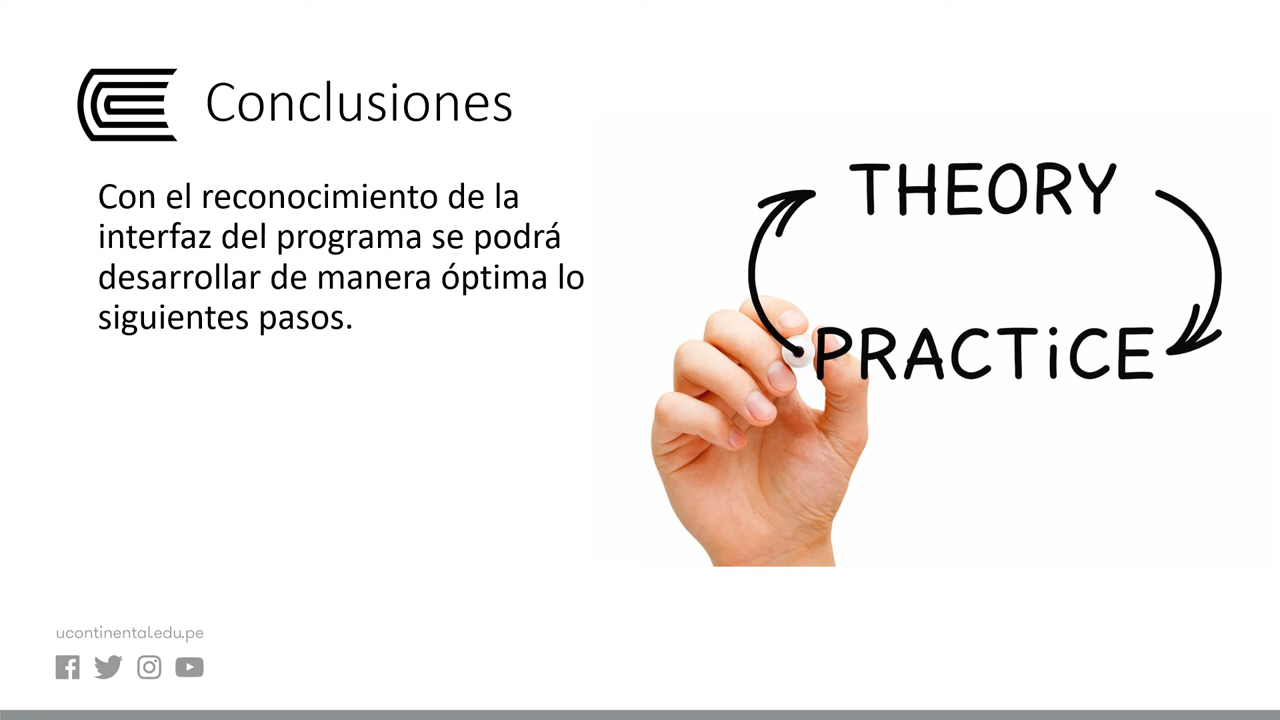 Conclusiones
Con el reconocimiento de la
interfaz del programa se podrá
desarrollar de manera óptima lo
siguientes pasos.
THEORY
PRACTiCE
ucontinental.edu.pe